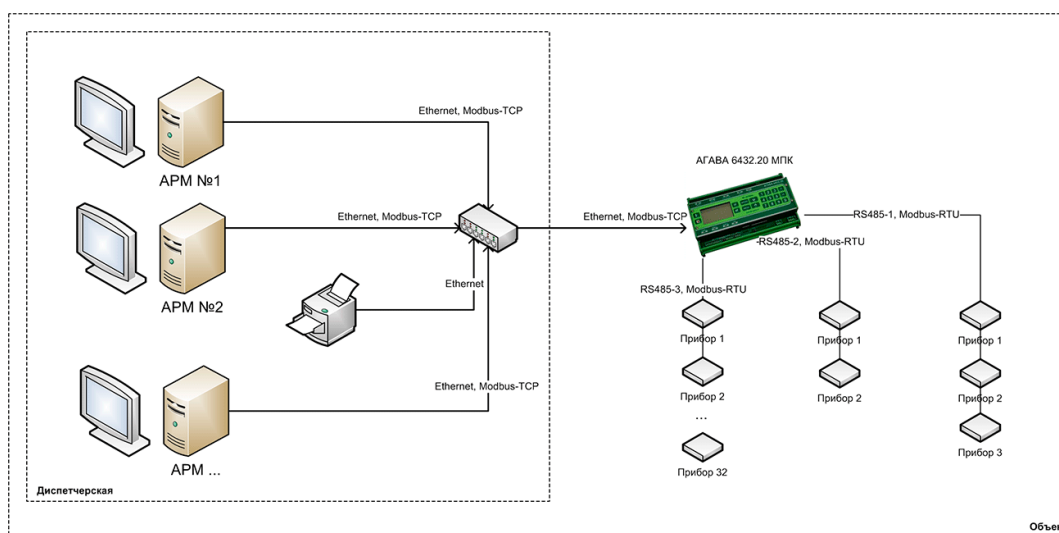 Ethernet, Modbus-TCP
АРМ №1
АГАВА 6432.20 МПК
Ethernet, Modbus-TCP
Ethernet, Modbus-TCP
RS485-1, Modbus-RTU
RS485-2, Modbus-RTU
Ethernet
RS485-3, Modbus-RTU
АРМ №2
Прибор 1
Прибор 1
Прибор 1
Ethernet, Modbus-TCP
Прибор 2
Прибор 2
Прибор 2
...
Прибор 3
АРМ ...
Прибор 32
Диспетчерская
Объе